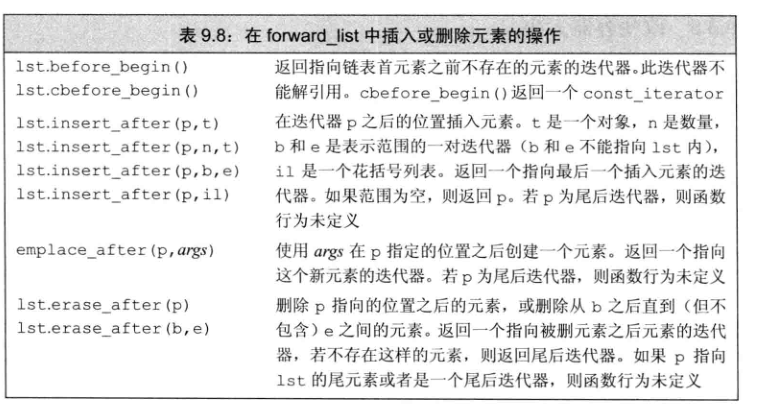 表 9.8：在 forward_list 中插入或删除元素的操作
lst.before_begin() 返回指向链表首元素之前不存在的元素的迭代器。此迭代器不
lst.cbefore_begin() 能解引用。cbefore_begin()返回一个 const_iterator
lst.insert_after(p,t) 在迭代器 p 之后的位置插入元素。t 是一个对象，n 是数量，
lst.insert_after(p,n,t) b 和 e 是表示范围的一对迭代器（b 和 e 不能指向 lst 内），
lst.insert_after(p,b,e) il 是一个花括号列表。返回一个指向最后一个插入元素的迭
lst.insert_after(p,il) 代器。如果范围为空，则返回 p。若 p 为尾后迭代器，则函数
行为未定义
emplace_after(p,args) 使用 args 在 p 指定的位置之后创建一个元素。返回一个指向
这个新元素的迭代器。若 p 为尾后迭代器，则函数行为未定义
lst.erase_after(p) 删除 p 指向的位置之后的元素，或删除从 b 之后直到（但不
lst.erase_after(b,e) 包含）e 之间的元素。返回一个指向被删元素之后元素的迭代
器，若不存在这样的元素，则返回尾后迭代器。如果 p 指向
lst 的尾元素或者是一个尾后迭代器，则函数行为未定义